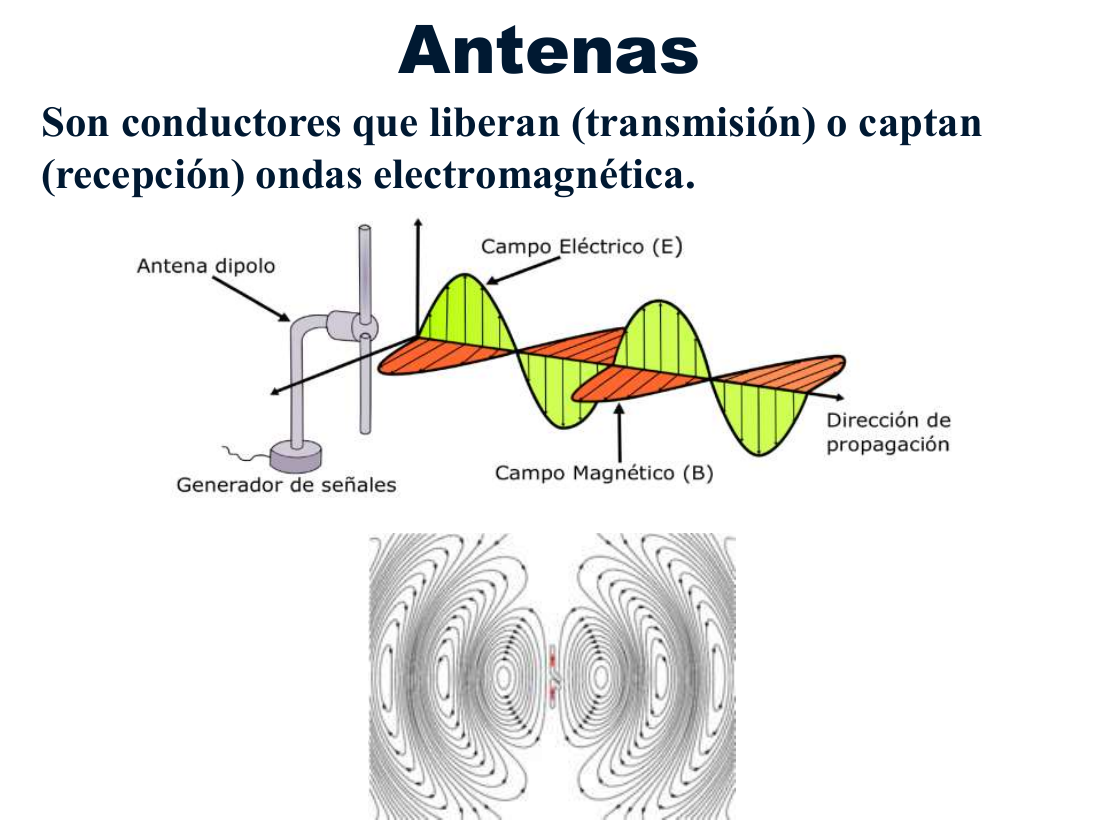 Antenas
Son conductores que liberan (transmisión) o captan
(recepción) ondas electromagnética.
Campo Eléctrico (E)
Antena dipolo
Dirección de
propagación
Campo Magnético (B)
Generador de señales